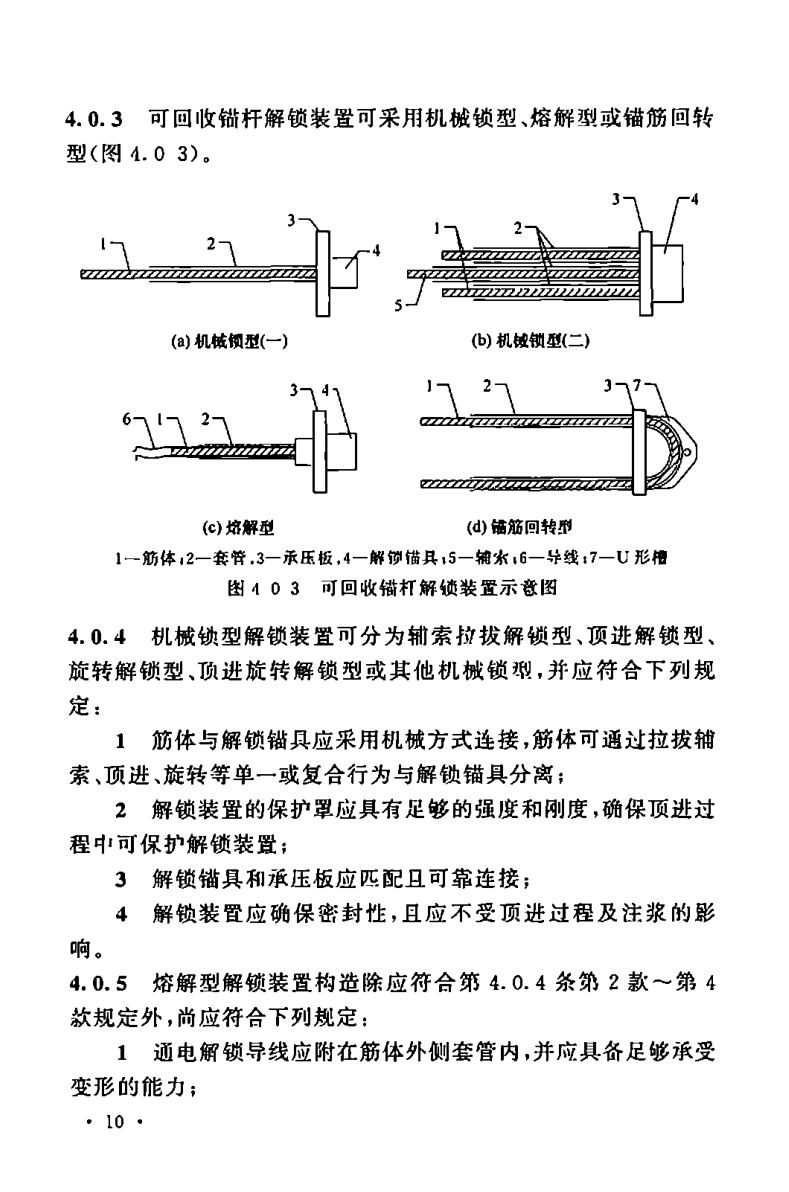 4.0.3 可回收锚杆解锁装置可采用机械锁型、熔解型或锚筋回转
型(图 4.0 3)。
1 2 3 4
1 2 3 4 5
(a) 机械锁型(一) (b) 机械锁型(二)
6 1 2 3 4
1 2 3 7
(c) 熔解型 (d) 锚筋回转型
1—筋体;2—套管;3—承压板;4—解锁锚具;5—辅索;6—导线;7—U 形槽
图 4 0 3 可回收锚杆解锁装置示意图
4.0.4 机械锁型解锁装置可分为辅索拉拔解锁型、顶进解锁型、
旋转解锁型、顶进旋转解锁型或其他机械锁型,并应符合下列规
定:
1 筋体与解锁锚具应采用机械方式连接,筋体可通过拉拔辅
索、顶进、旋转等单一或复合行为与解锁锚具分离;
2 解锁装置的保护罩应具有足够的强度和刚度,确保顶进过
程中可保护解锁装置;
3 解锁锚具和承压板应匹配且可靠连接;
4 解锁装置应确保密封性,且应不受顶进过程及注浆的影
响。
4.0.5 熔解型解锁装置构造除应符合第 4.0.4 条第 2 款～第 4
款规定外,尚应符合下列规定:
1 通电解锁导线应附在筋体外侧套管内,并应具备足够承受
变形的能力;
· 10 ·